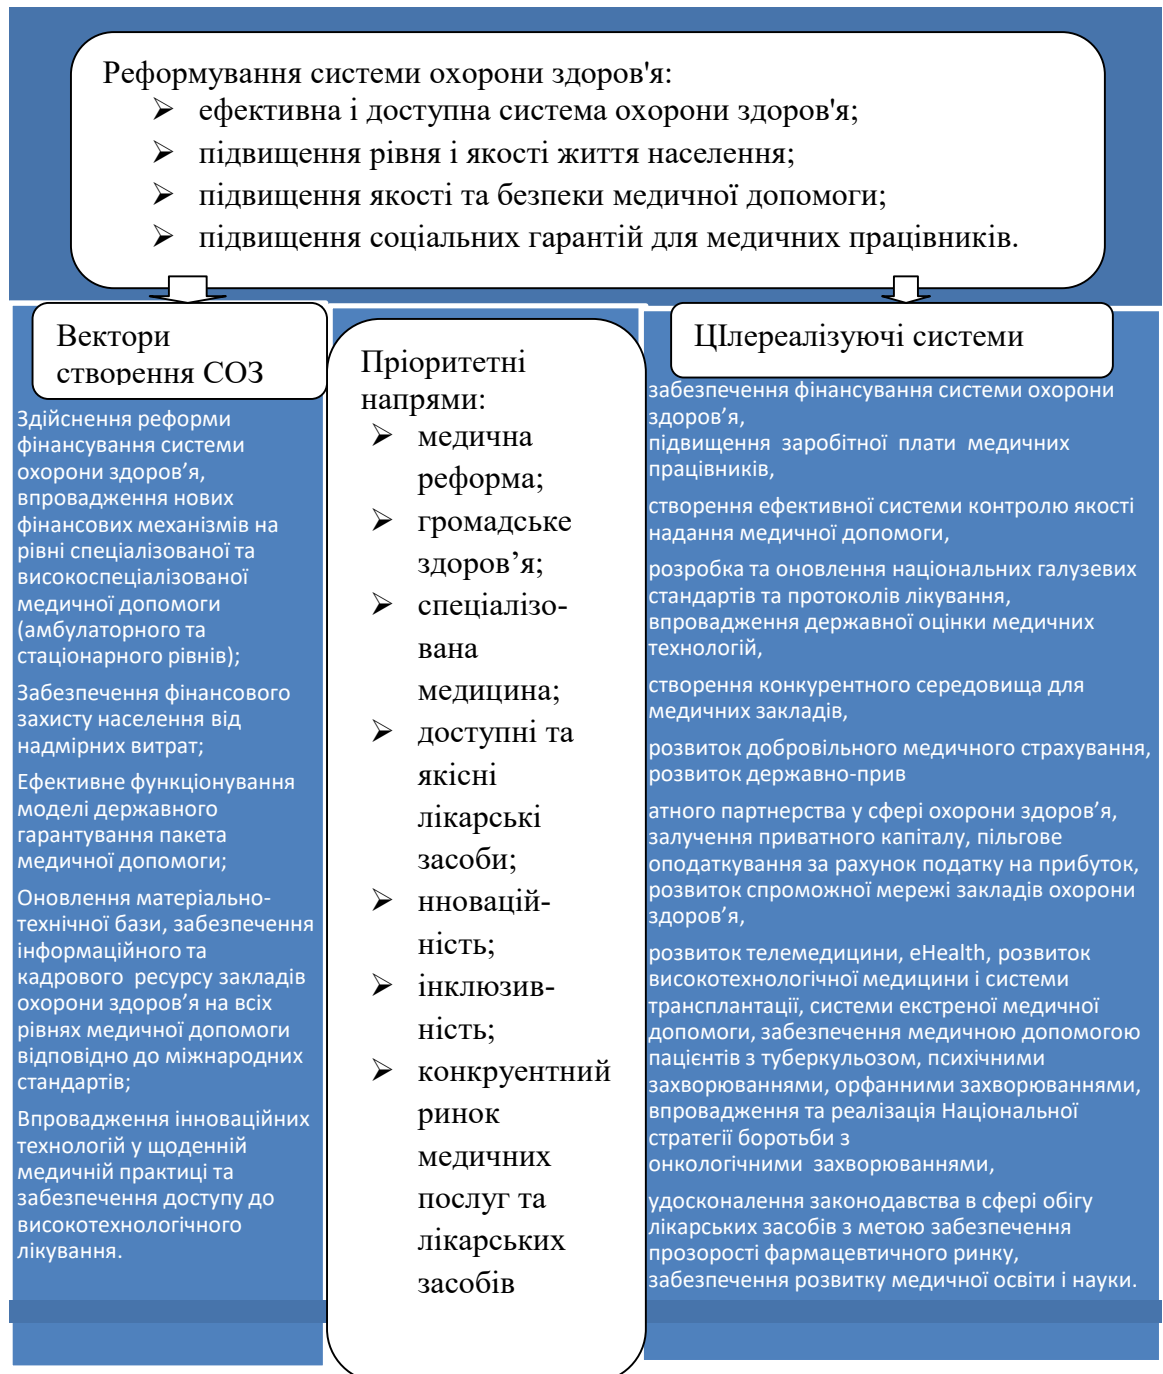 Реформування системи охорони здоров'я:
➢ ефективна і доступна система охорони здоров'я;
➢ підвищення рівня і якості життя населення;
➢ підвищення якості та безпеки медичної допомоги;
➢ підвищення соціальних гарантій для медичних працівників.
Вектори
створення СОЗ
Здійснення реформи
фінансування системи
охорони здоров’я,
впровадження нових
фінансових механізмів на
рівні спеціалізованої та
високоспеціалізованої
медичної допомоги
(амбулаторного та
стаціонарного рівнів);
Забезпечення фінансового
захисту населення від
надмірних витрат;
Ефективне функціонування
моделі державного
гарантування пакета
медичної допомоги;
Оновлення матеріально-
технічної бази, забезпечення
інформаційного та
кадрового ресурсу закладів
охорони здоров’я на всіх
рівнях медичної допомоги
відповідно до міжнародних
стандартів;
Впровадження інноваційних
технологій у щоденній
медичній практиці та
забезпечення доступу до
високотехнологічного
лікування.
Пріоритетні
напрями:
➢ медична
реформа;
➢ громадське
здоров’я;
➢ спеціалізо-
вана
медицина;
➢ доступні та
якісні
лікарські
засоби;
➢ нновацій-
ність;
➢ інклюзив-
ність;
➢ конкруентний
ринок
медичних
послуг та
лікарських
засобів
ЦІлереалізуючі системи
забезпечення фінансування системи охорони
здоров’я,
підвищення заробітної плати медичних
працівників,
створення ефективної системи контролю якості
надання медичної допомоги,
розробка та оновлення національних галузевих
стандартів та протоколів лікування,
впровадження державної оцінки медичних
технологій,
створення конкурентного середовища для
медичних закладів,
розвиток добровільного медичного страхування,
розвиток державно-прив
атного партнерства у сфері охорони здоров’я,
залучення приватного капіталу, пільгове
оподаткування за рахунок податку на прибуток,
розвиток спроможної мережі закладів охорони
здоров’я,
розвиток телемедицини, eHealth, розвиток
високотехнологічної медицини і системи
трансплантації, системи екстреної медичної
допомоги, забезпечення медичною допомогою
пацієнтів з туберкульозом, психічними
захворюваннями, орфанними захворюваннями,
впровадження та реалізація Національної
стратегії боротьби з
онкологічними захворюваннями,
удосконалення законодавства в сфері обігу
лікарських засобів з метою забезпечення
прозорості фармацевтичного ринку,
забезпечення розвитку медичної освіти і науки.